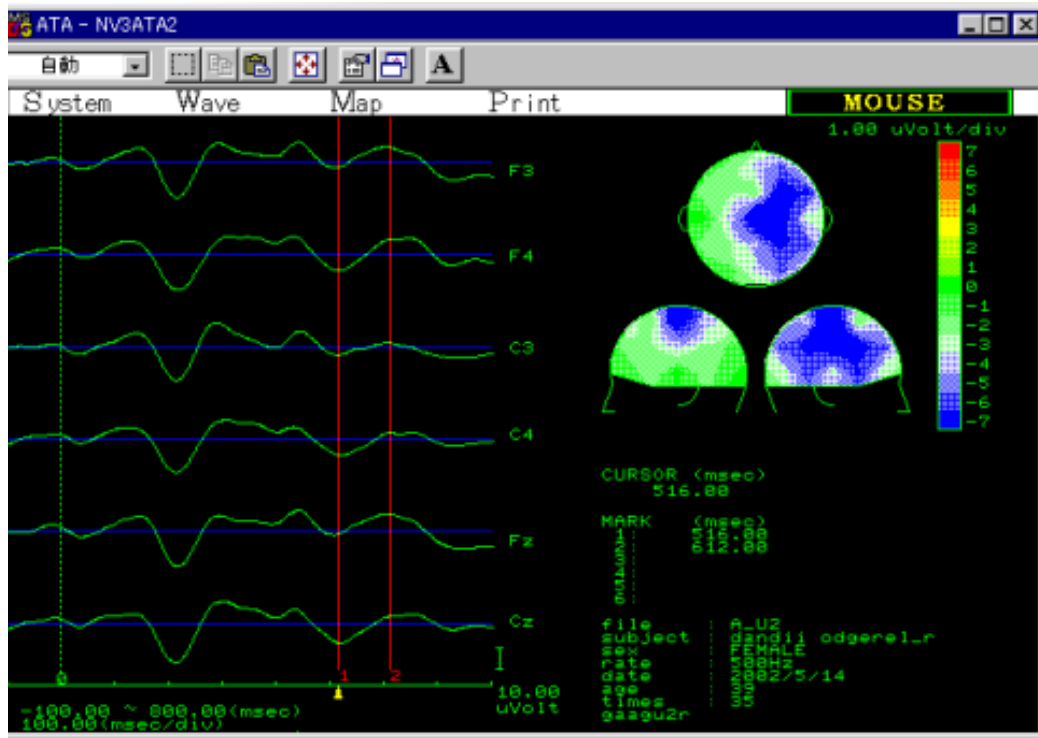 ATA - NV3ATA2
自動
A
System Wave Map Print MOUSE
1.00 uVolt/div
7
6
5
4
3
2
1
0
-1
-2
-3
-4
-5
-6
-7
F3
F4
C3
C4
Fz
Cz
0 1 2
10.00
uVolt
-100.00 ~ 800.00(msec)
100.00(msec/div)
CURSOR (msec)
516.00
MARK (msec)
1: 516.00
2: 612.00
3:
4:
5:
6:
file : A_U2
subject : dandii odgerel_r
sex : FEMALE
rate : 500Hz
date : 2002/5/14
age : 39
times : 35
gaagu2r